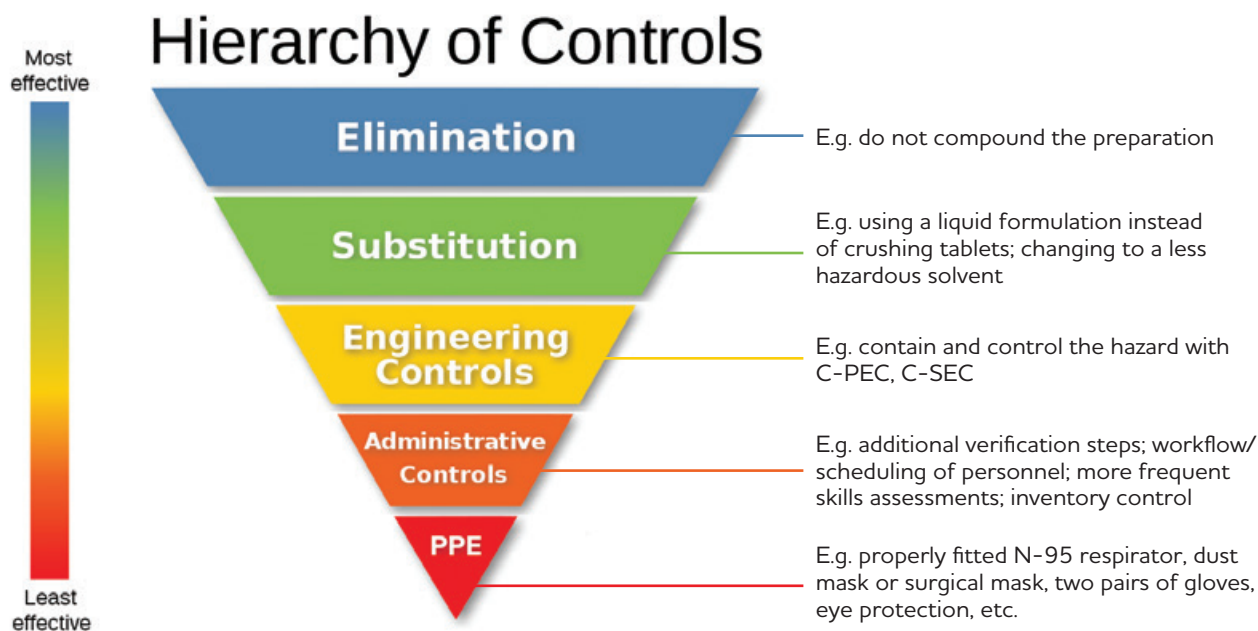 Hierarchy of Controls
Most
effective
Elimination
E.g. do not compound the preparation
Substitution
E.g. using a liquid formulation instead
of crushing tablets; changing to a less
hazardous solvent
Engineering
Controls
E.g. contain and control the hazard with
C-PEC, C-SEC
Administrative
Controls
E.g. additional verification steps; workflow/
scheduling of personnel; more frequent
skills assessments; inventory control
PPE
E.g. properly fitted N-95 respirator, dust
mask or surgical mask, two pairs of gloves,
eye protection, etc.
Least
effective